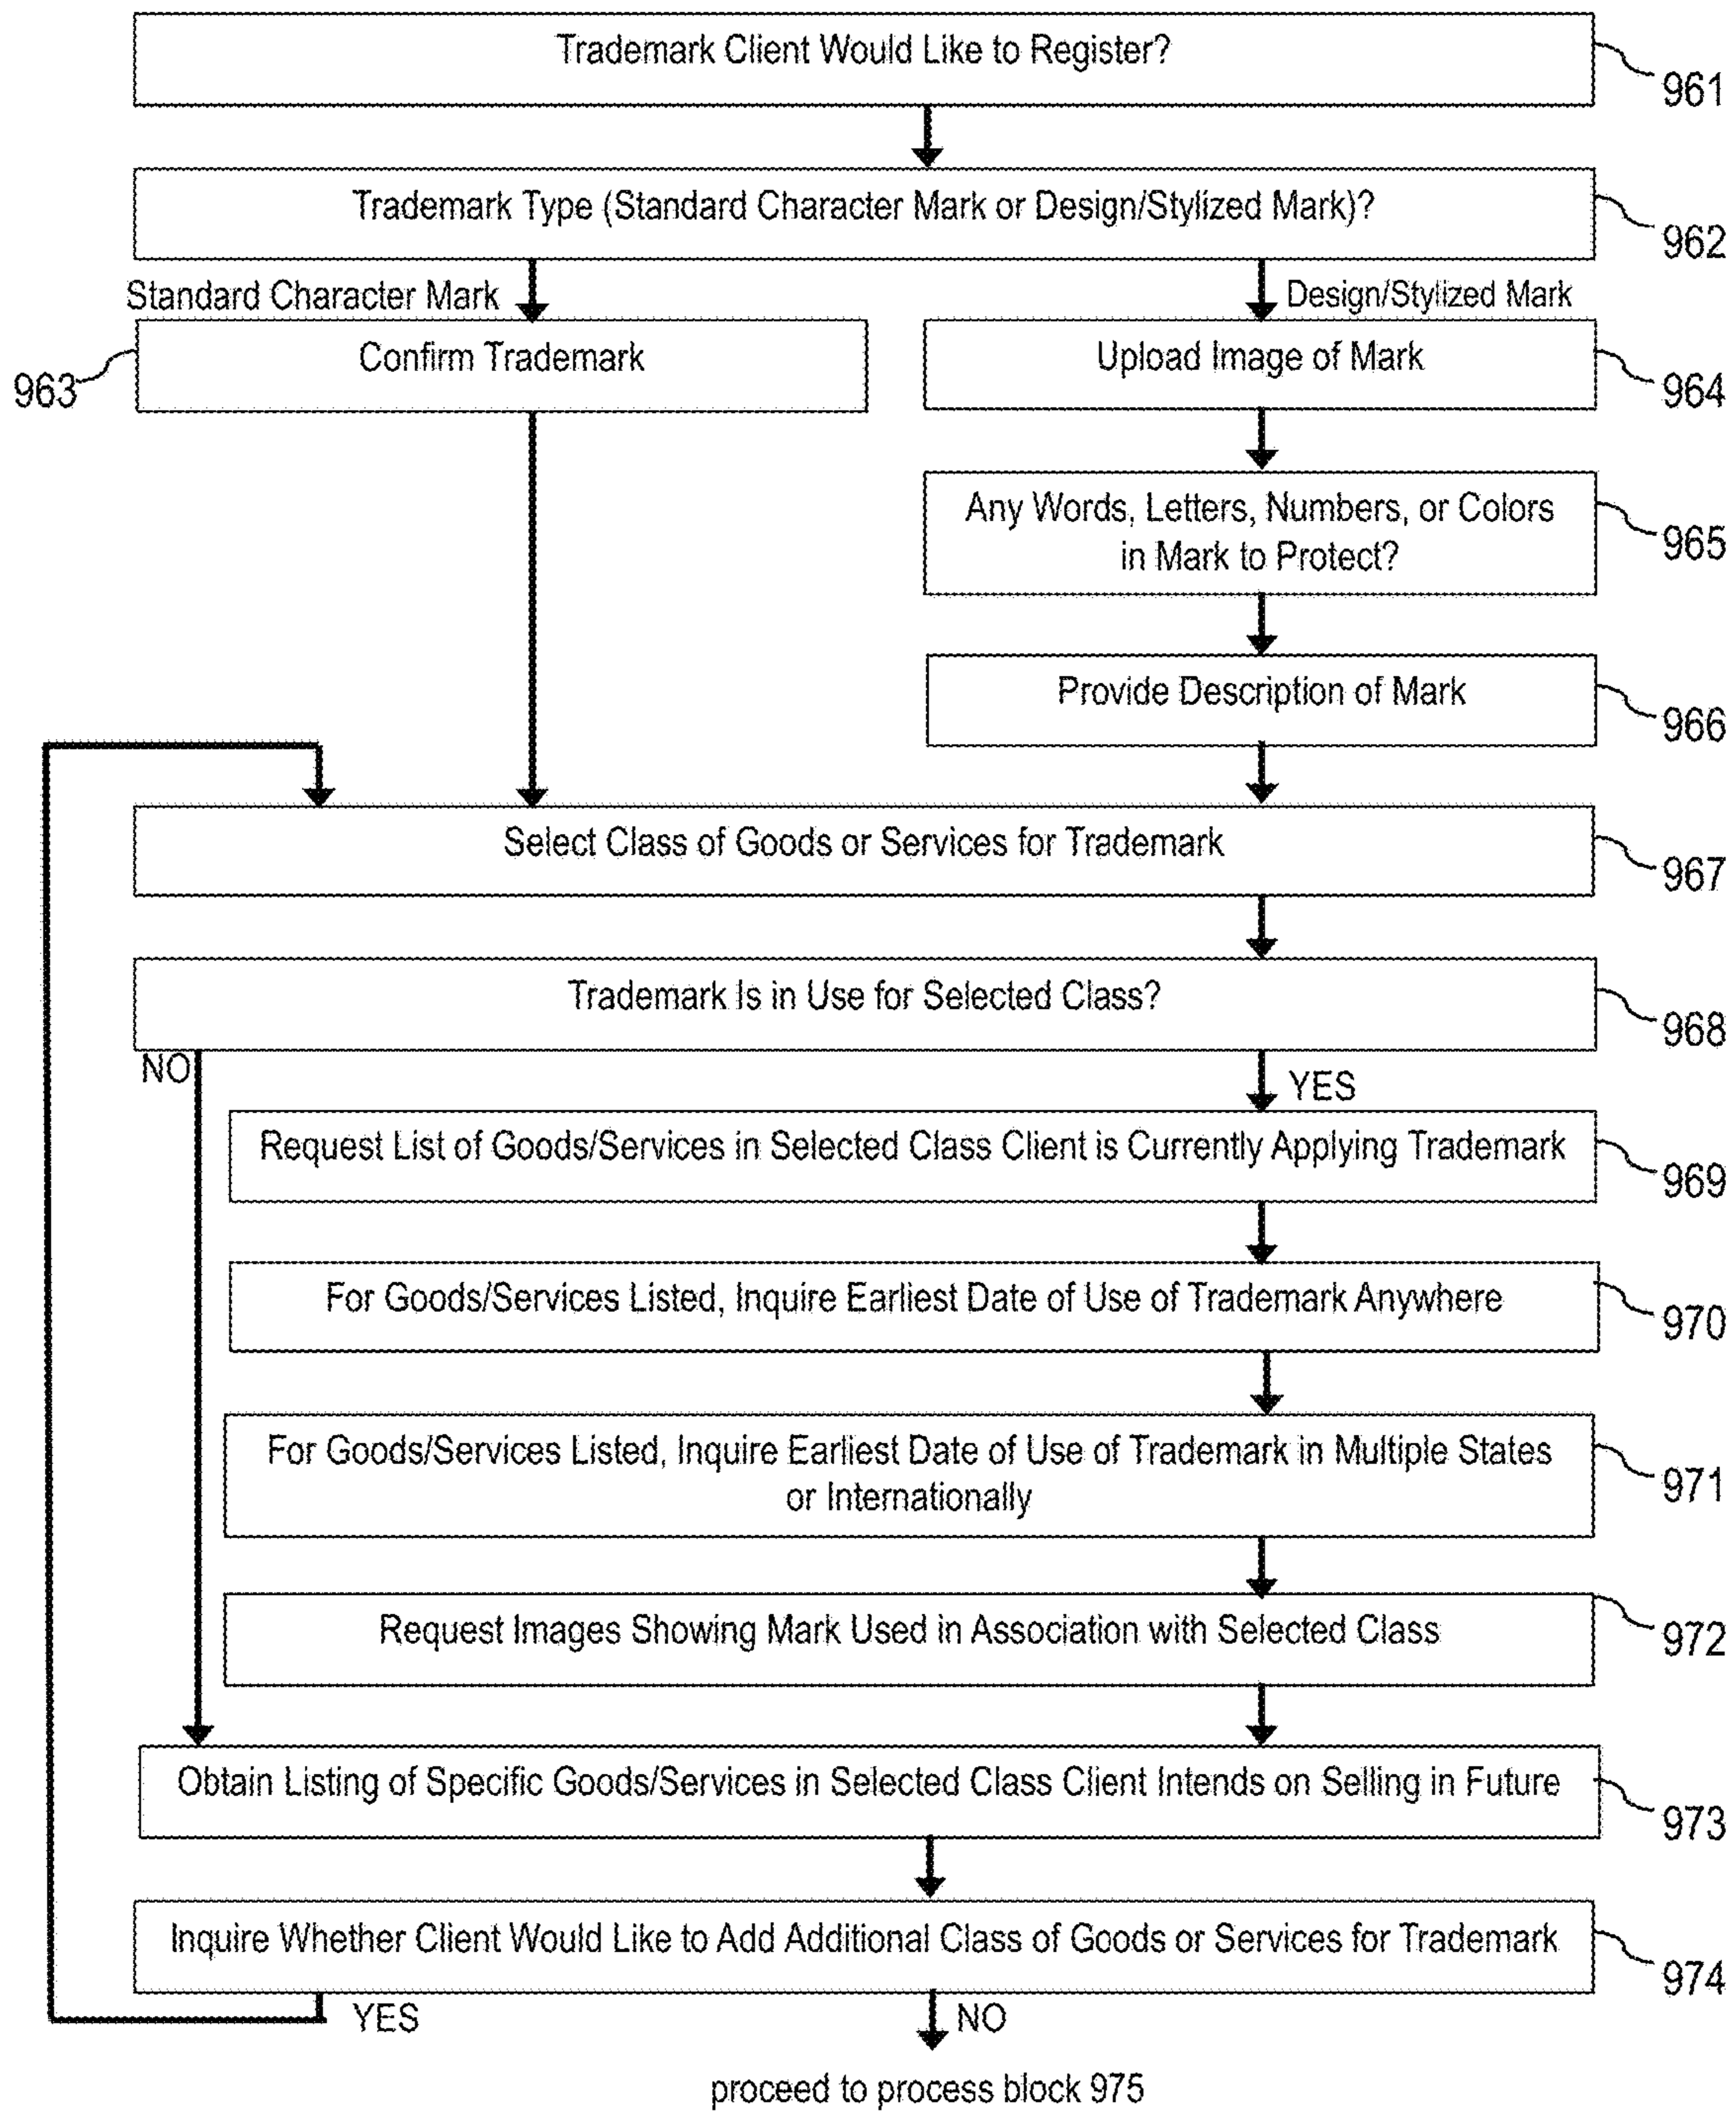 Trademark Client Would Like to Register?
961
Trademark Type (Standard Character Mark or Design/Stylized Mark)?
962
Standard Character Mark
Design/Stylized Mark
Confirm Trademark
963
Upload Image of Mark
964
Any Words, Letters, Numbers, or Colors
in Mark to Protect?
965
Provide Description of Mark
966
Select Class of Goods or Services for Trademark
967
Trademark Is in Use for Selected Class?
968
NO
YES
Request List of Goods/Services in Selected Class Client is Currently Applying Trademark
969
For Goods/Services Listed, Inquire Earliest Date of Use of Trademark Anywhere
970
For Goods/Services Listed, Inquire Earliest Date of Use of Trademark in Multiple States
or Internationally
971
Request Images Showing Mark Used in Association with Selected Class
972
Obtain Listing of Specific Goods/Services in Selected Class Client Intends on Selling in Future
973
Inquire Whether Client Would Like to Add Additional Class of Goods or Services for Trademark
974
YES
NO
proceed to process block 975